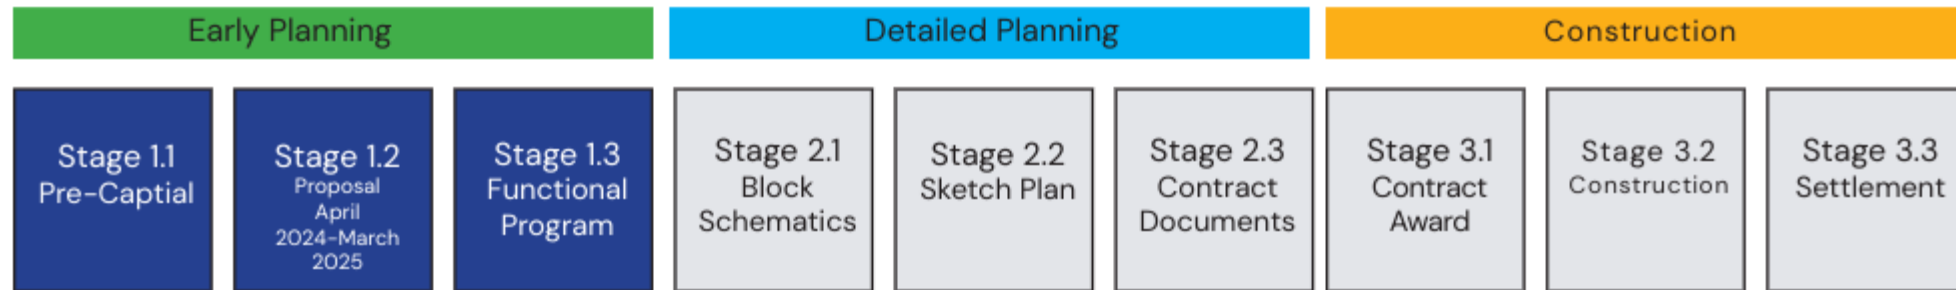 Early Planning
Detailed Planning
Construction
Stage 1.1
Pre-Captial
Stage 1.2
Proposal
April
2024-March
2025
Stage 1.3
Functional
Program
Stage 2.1
Block
Schematics
Stage 2.2
Sketch Plan
Stage 2.3
Contract
Documents
Stage 3.1
Contract
Award
Stage 3.2
Construction
Stage 3.3
Settlement